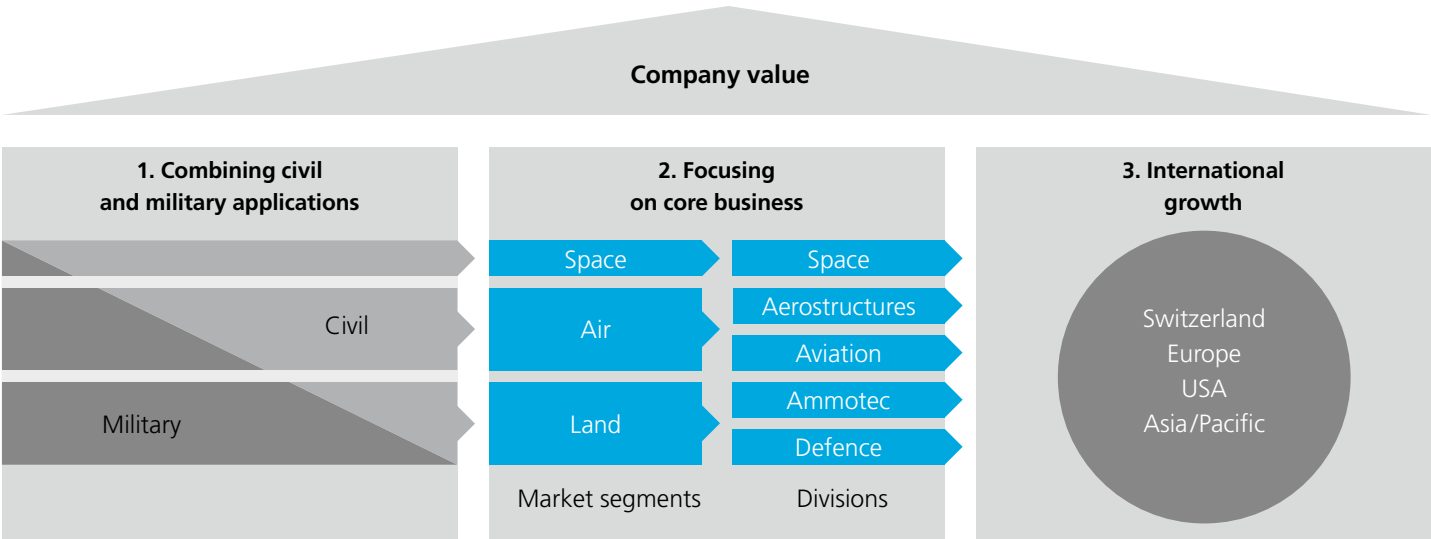 Company value
1. Combining civil
and military applications
Civil
Military
2. Focusing
on core business
Space
Air
Land
Market segments
Space
Aerostructures
Aviation
Ammotec
Defence
Divisions
3. International
growth
Switzerland
Europe
USA
Asia/Pacific